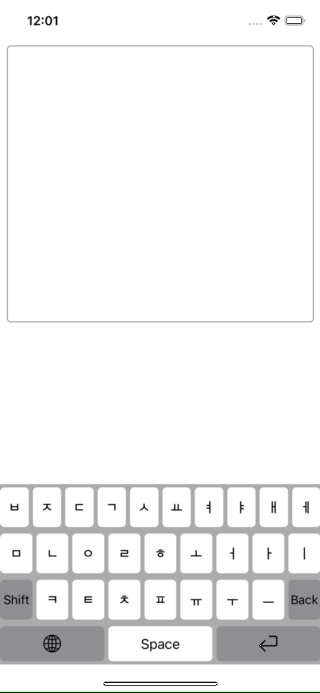 12:01
ㅂ ㅈ ㄷ ㄱ ㅅ ㅛ ㅕ ㅑ ㅐ ㅔ
ㅁ ㄴ ㅇ ㄹ ㅎ ㅗ ㅓ ㅏ ㅣ
Shift ㅋ ㅌ ㅊ ㅍ ㅠ ㅜ ㅡ Back
Space